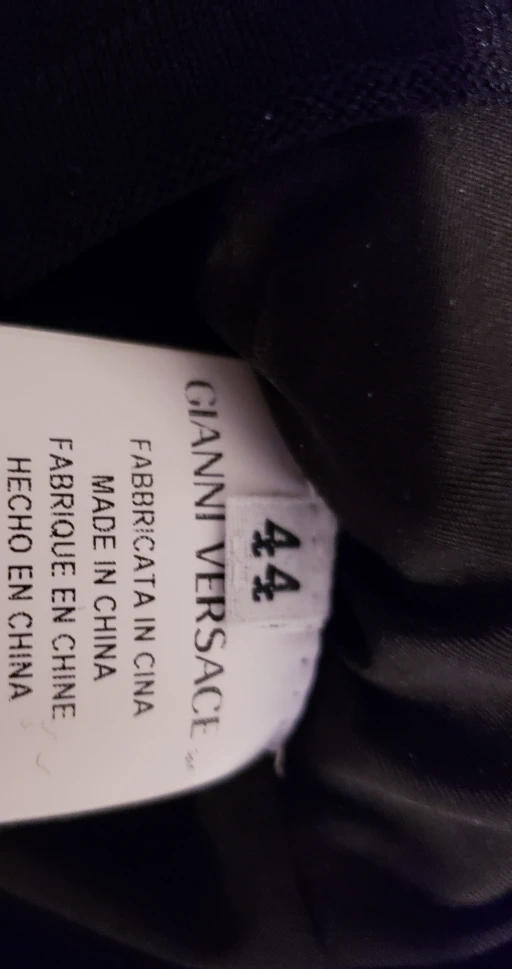 44
GIANNI VERSACE
FABBRICATA IN CINA
MADE IN CHINA
FABRIQUE EN CHINE
HECHO EN CHINA